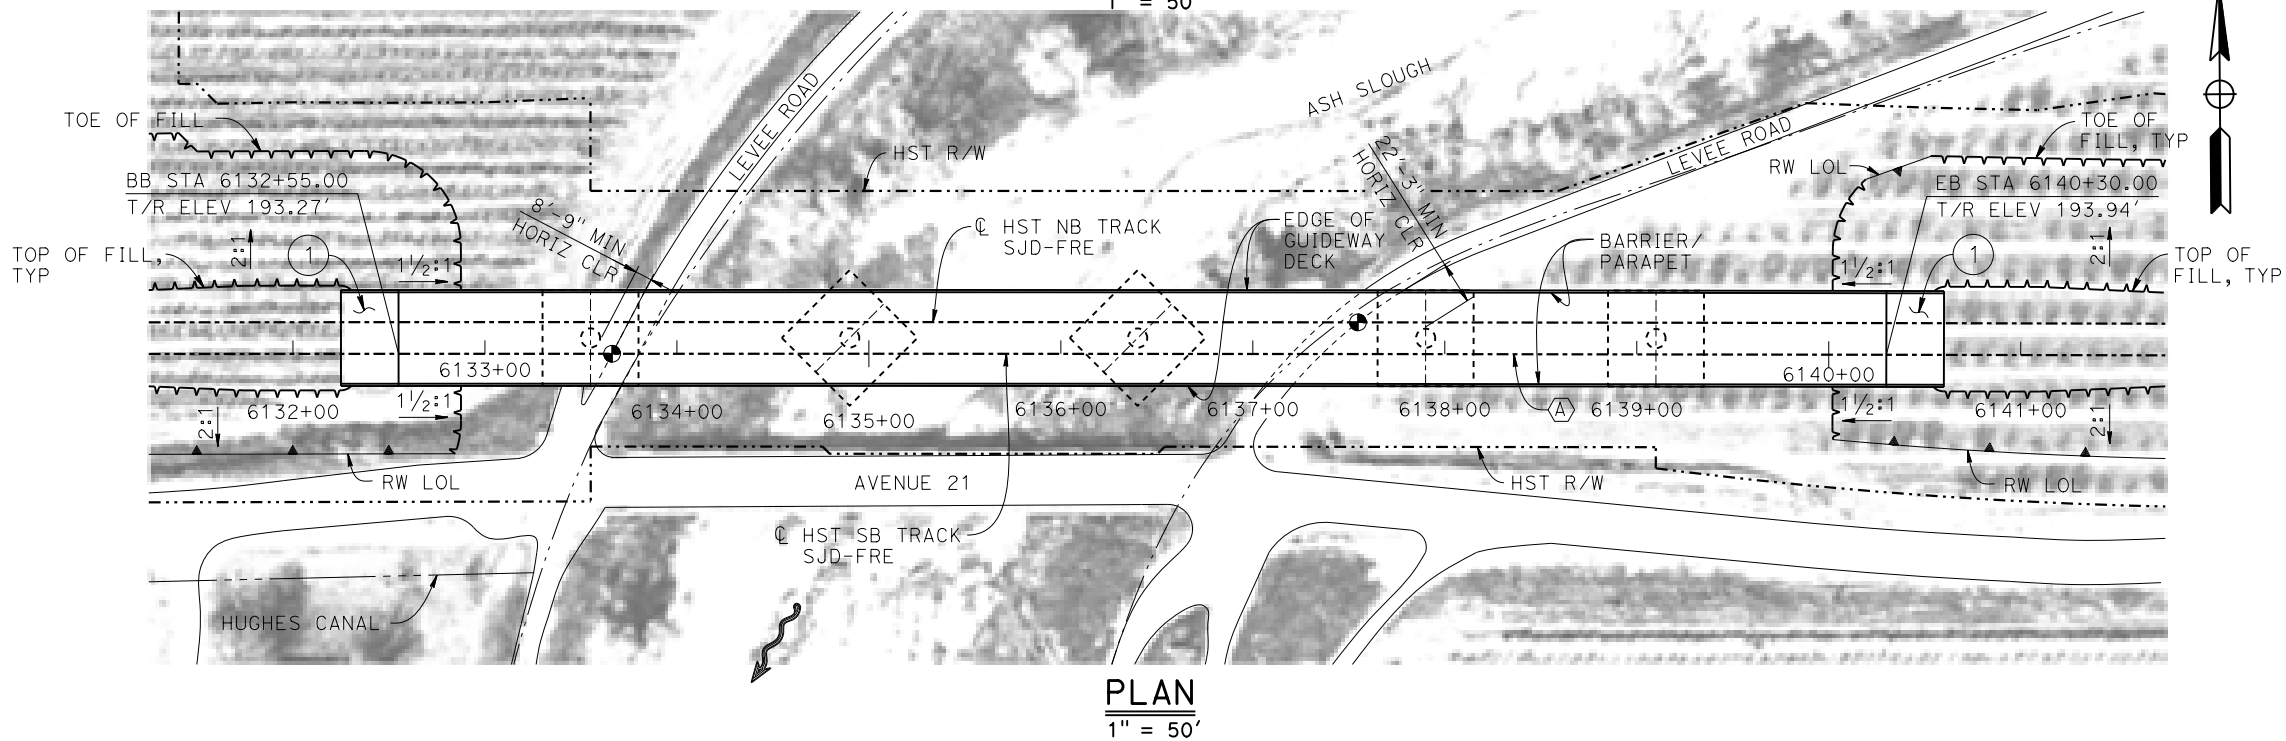 1" = 50'
TOE OF FILL
BB STA 6132+55.00
T/R ELEV 193.27'
TOP OF FILL,
TYP
2:1
1
1½:1
8'-9" MIN
HORIZ CLR
LEVEE ROAD
HST R/W
℄ HST NB TRACK
SJD-FRE
EDGE OF
GUIDEWAY
DECK
ASH SLOUGH
22'-3" MIN
HORIZ CLR
BARRIER/
PARAPET
LEVEE ROAD
RW LOL
TOE OF
FILL, TYP
EB STA 6140+30.00
T/R ELEV 193.94'
1½:1
1
2:1
TOP OF
FILL, TYP
6133+00
6140+00
2:1
6132+00
1½:1
6134+00
6135+00
6136+00
6137+00
6138+00
A
6139+00
1½:1
6141+00
2:1
RW LOL
AVENUE 21
HST R/W
RW LOL
℄ HST SB TRACK
SJD-FRE
HUGHES CANAL
PLAN
1" = 50'